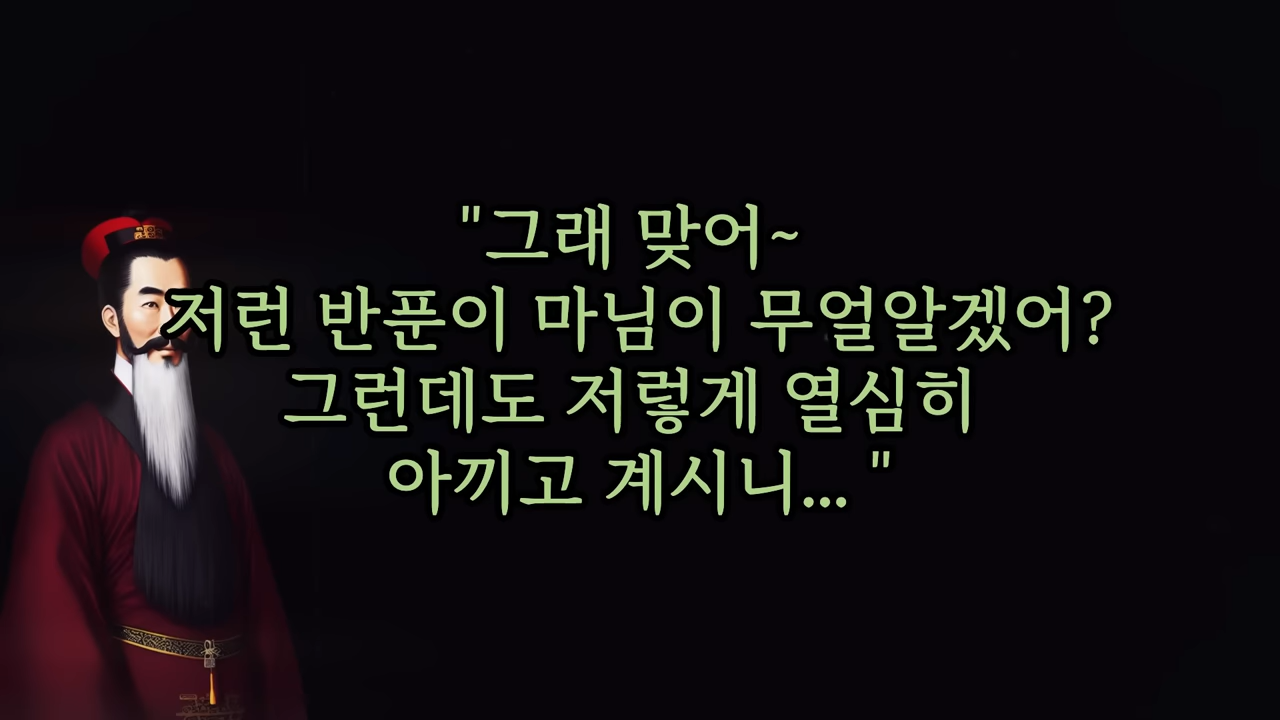 "그래 맞어~
저런 반푼이 마님이 무얼알겠어?
그런데도 저렇게 열심히
아끼고 계시니... "